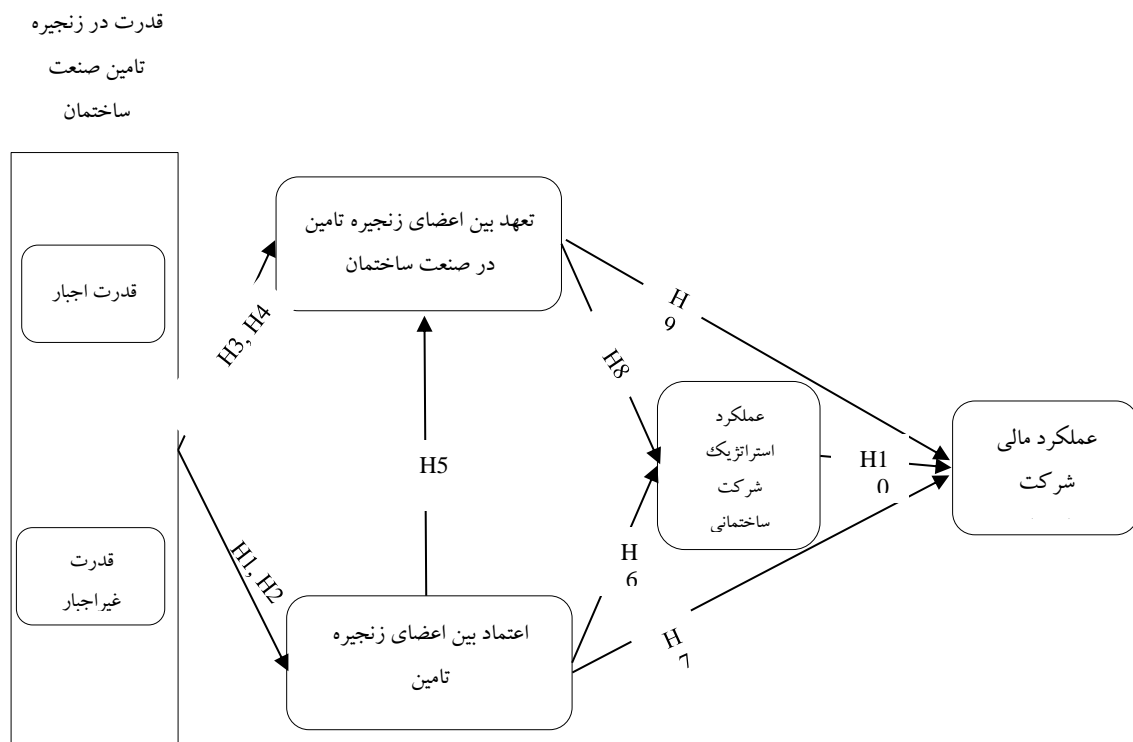 قدرت در زنجیره
تامین صنعت
ساختمان
تعهد بین اعضای زنجیره تامین
در صنعت ساختمان
قدرت اجبار
H3, H4
H
9
H8
عملکرد
استراتژیک
شرکت
ساختمانی
عملکرد مالی
شرکت
H5
H1
0
قدرت
غیراجبار
H1, H2
H
6
اعتماد بین اعضای زنجیره
تامین
H
7